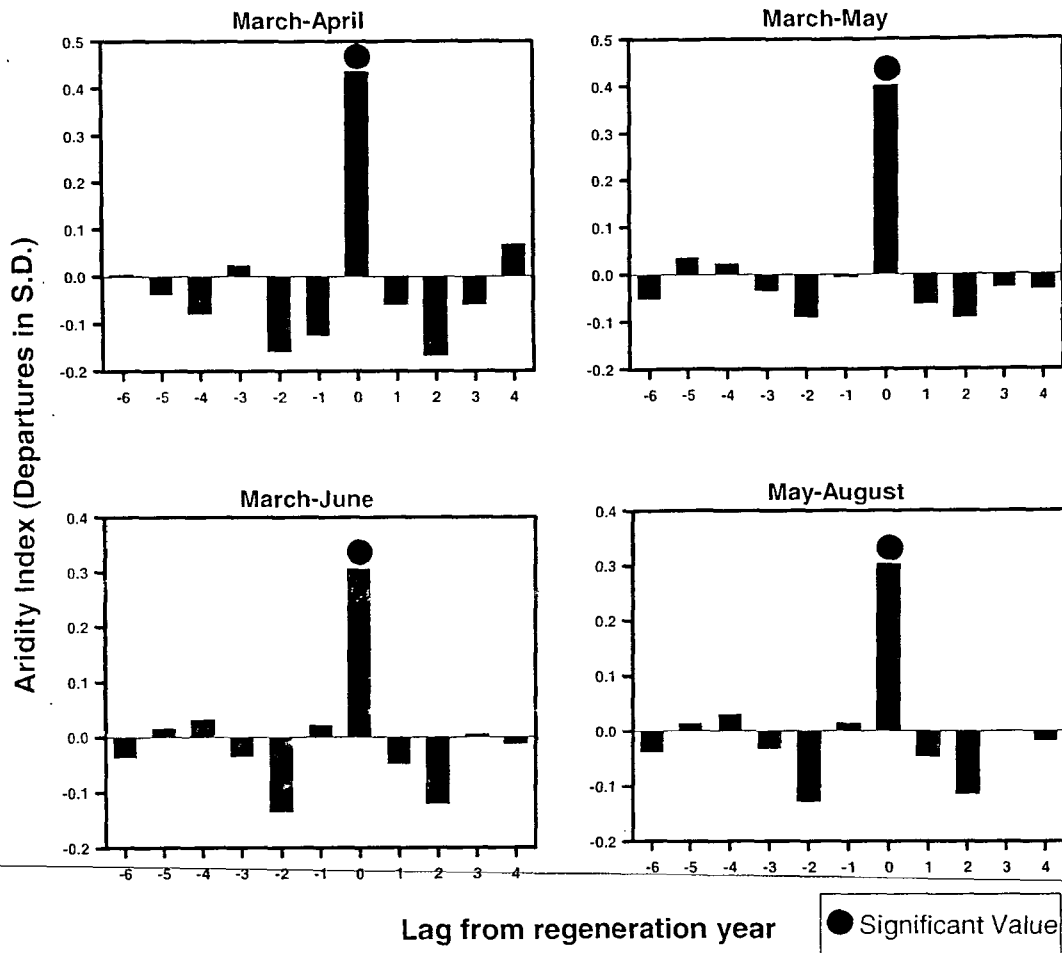 March-April
0.5
0.4
0.3
0.2
0.1
0.0
-0.1
-0.2
-6 -5 -4 -3 -2 -1 0 1 2 3 4
March-May
0.5
0.4
0.3
0.2
0.1
0.0
-0.1
-0.2
-6 -5 -4 -3 -2 -1 0 1 2 3 4
Aridity Index (Departures in S.D.)
March-June
0.4
0.3
0.2
0.1
0.0
-0.1
-0.2
-6 -5 -4 -3 -2 -1 0 1 2 3 4
May-August
0.4
0.3
0.2
0.1
0.0
-0.1
-0.2
-6 -5 -4 -3 -2 -1 0 1 2 3 4
Lag from regeneration year
Significant Value